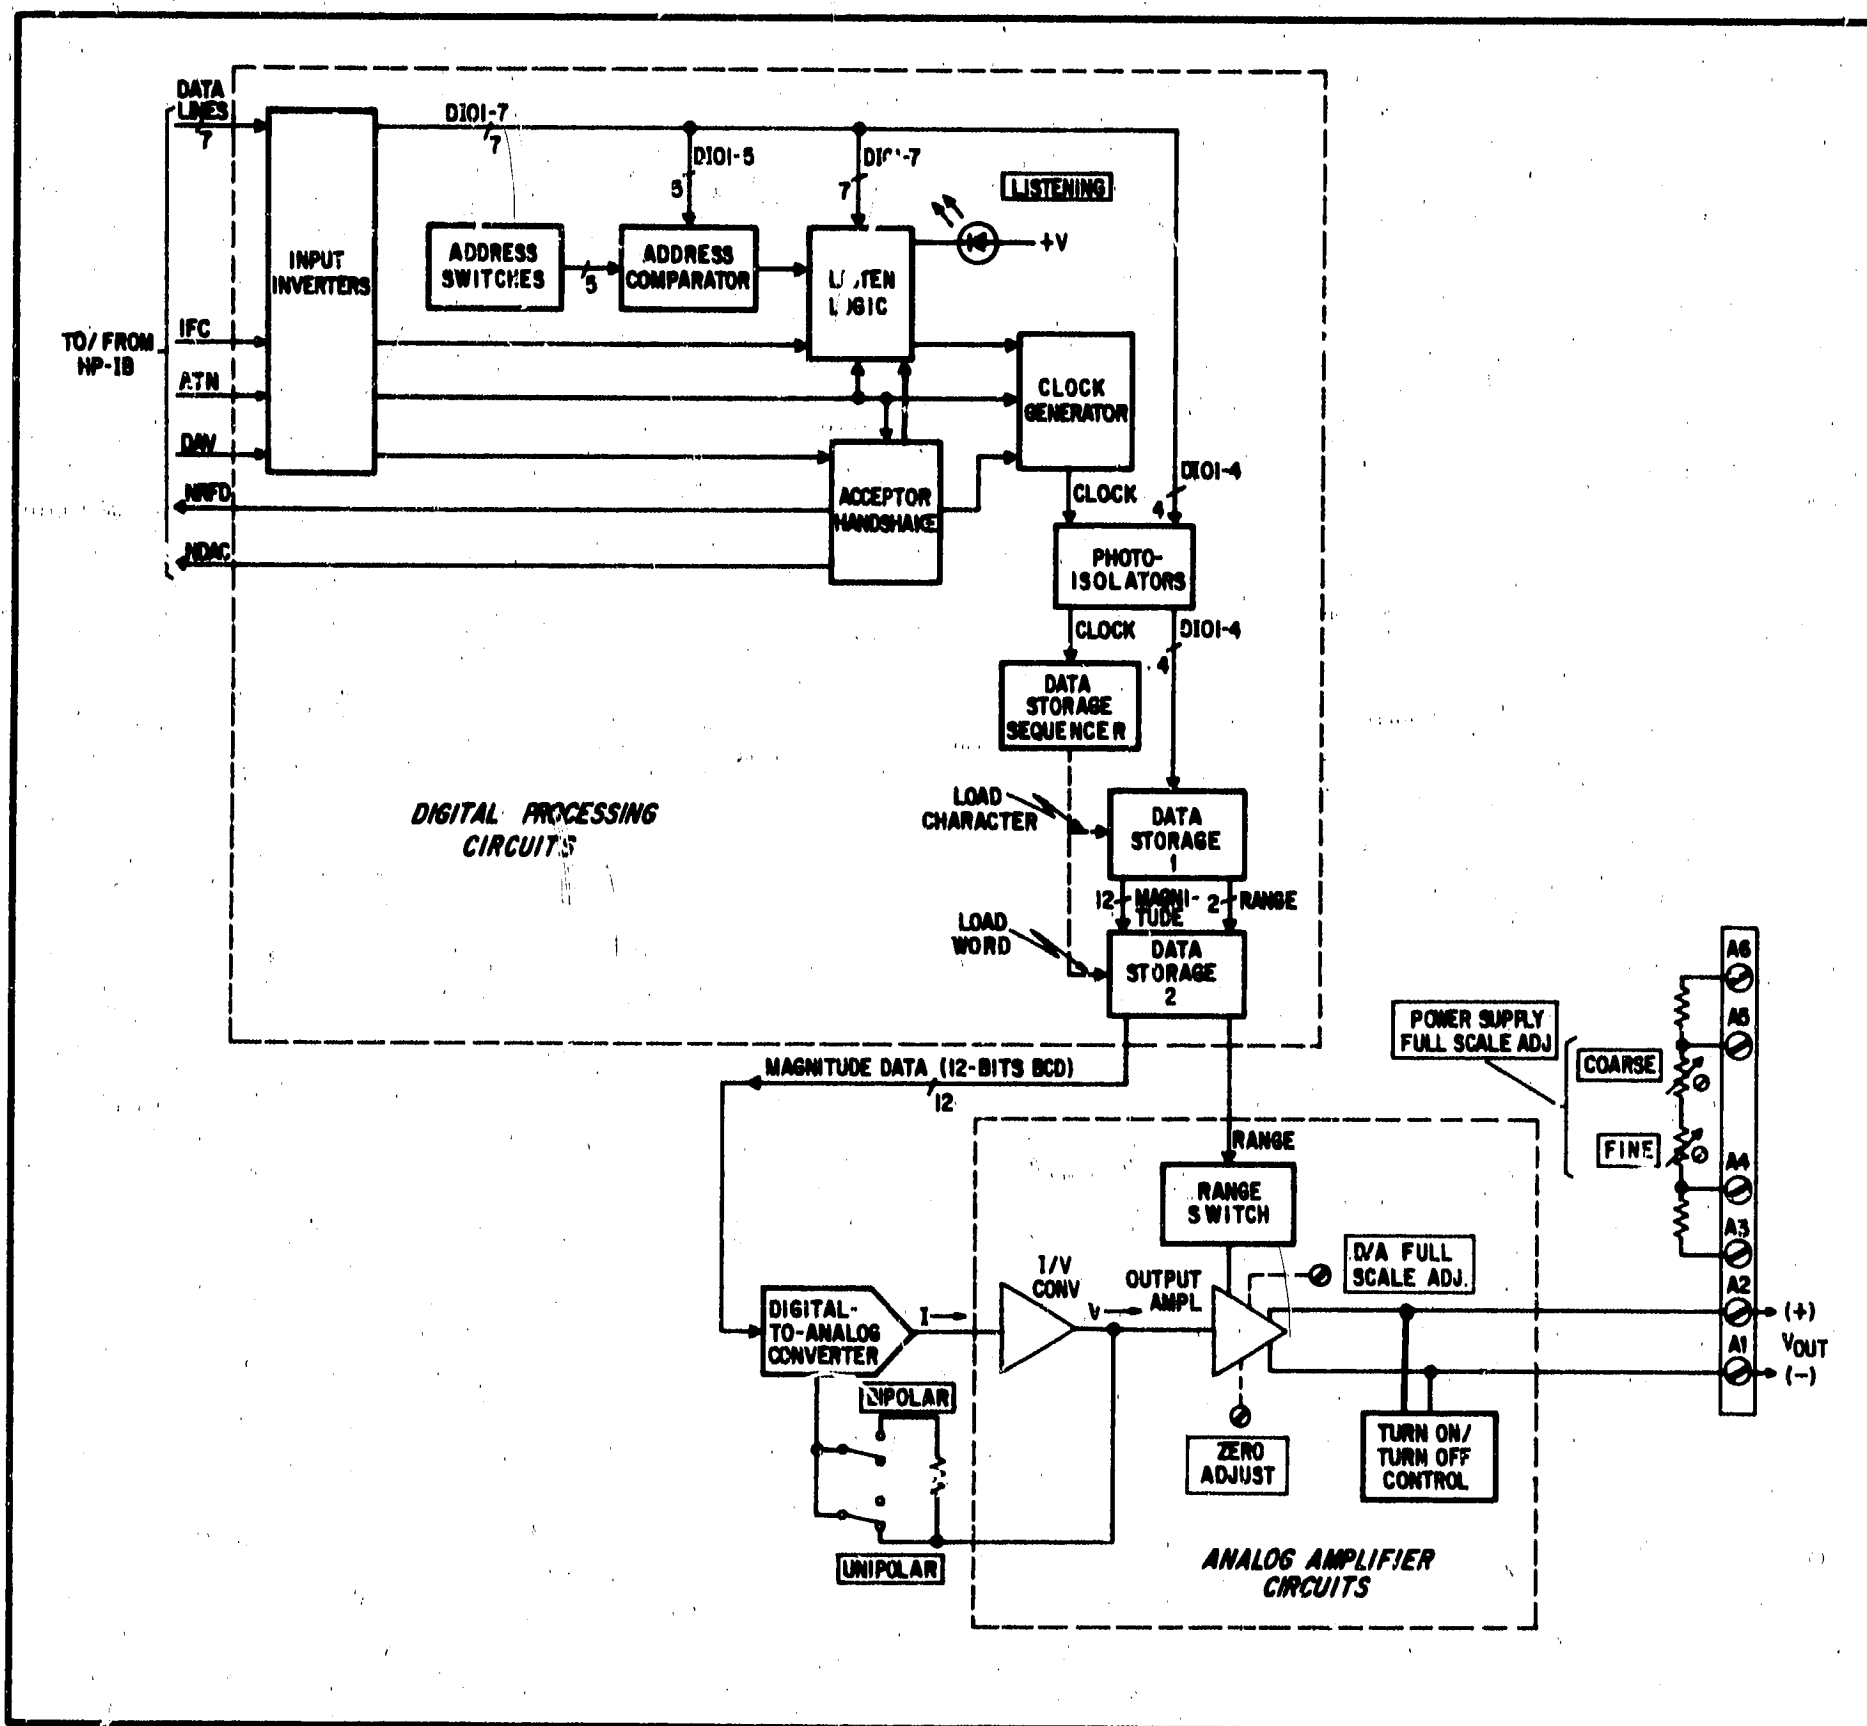 DATA
LINES
7
DIO1-7
7
DIO1-5
5
7
LISTENING
+V
INPUT
INVERTERS
ADDRESS
SWITCHES
5
ADDRESS
COMPARATOR
LOGIC
TO/FROM
HP-IB
IFC
ATN
DAV
NRFD
NDAC
CLOCK
GENERATOR
ACCEPTOR
HANDSHAKE
CLOCK
DIO1-4
4
PHOTO-
ISOLATORS
CLOCK
DIO1-4
4
DATA
STORAGE
SEQUENCER
DIGITAL PROCESSING
CIRCUITS
LOAD
CHARACTER
DATA
STORAGE
1
12
MAGNI-
TUDE
2
RANGE
LOAD
WORD
DATA
STORAGE
2
MAGNITUDE DATA (12-BITS BCD)
12
POWER SUPPLY
FULL SCALE ADJ
COARSE
FINE
A6
A5
A4
A3
A2
A1
(+)
VOUT
(-)
RANGE
RANGE
SWITCH
D/A FULL
SCALE ADJ.
I/V
CONV
OUTPUT
AMPL
I
V
DIGITAL-
TO-ANALOG
CONVERTER
BIPOLAR
UNIPOLAR
ZERO
ADJUST
TURN ON/
TURN OFF
CONTROL
ANALOG AMPLIFIER
CIRCUITS